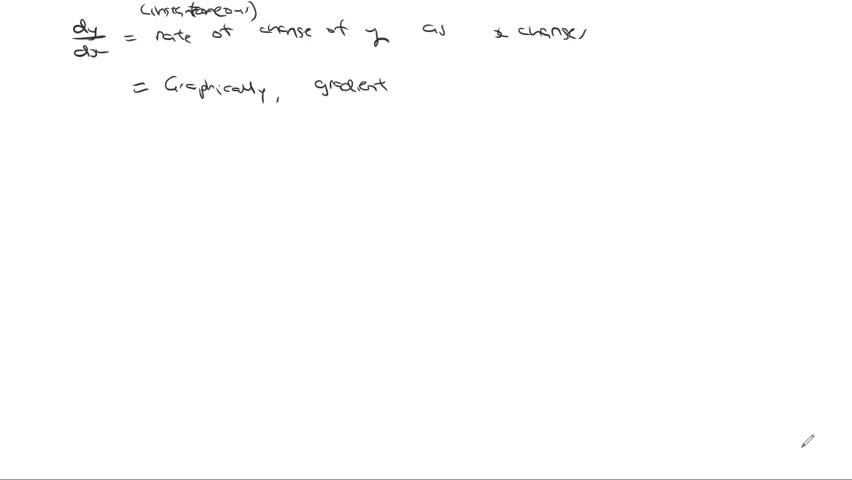 (instantaneous)
dy/dx = rate of change of y as x changes
= Graphically, gradient